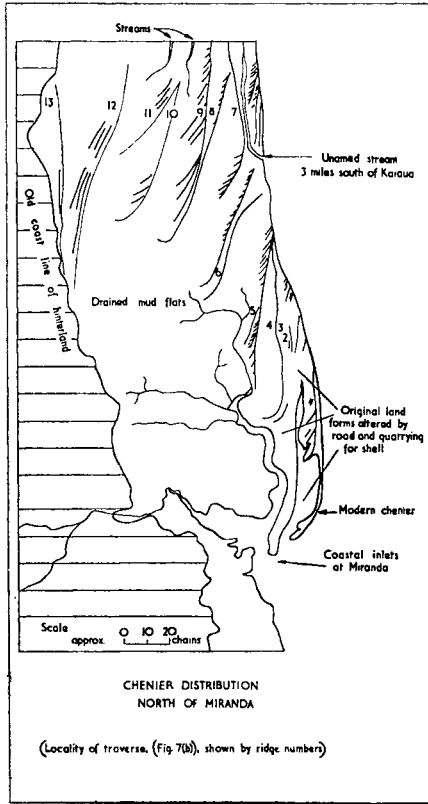 Streams
13
12
11
10
9
8
7
Unamed stream
3 miles south of Karaua
Old coast line of hinterland
6
Drained mud flats
5
4
3
2
Original land
forms altered by
road and quarrying
for shell
Modern chenier
Coastal inlets
at Miranda
Scale
approx.
0 10 20
chains
CHENIER DISTRIBUTION
NORTH OF MIRANDA
(Locality of traverse, (Fig 7(b)), shown by ridge numbers)